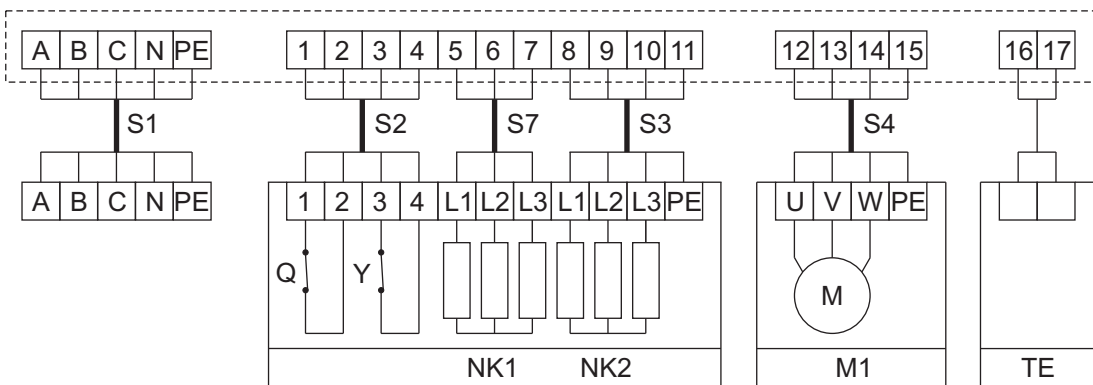 A B C N PE 1 2 3 4 5 6 7 8 9 10 11 12 13 14 15 16 17
S1 S2 S7 S3 S4
A B C N PE 1 2 3 4 L1 L2 L3 L1 L2 L3 PE U V W PE
Q Y M
NK1 NK2 M1 TE